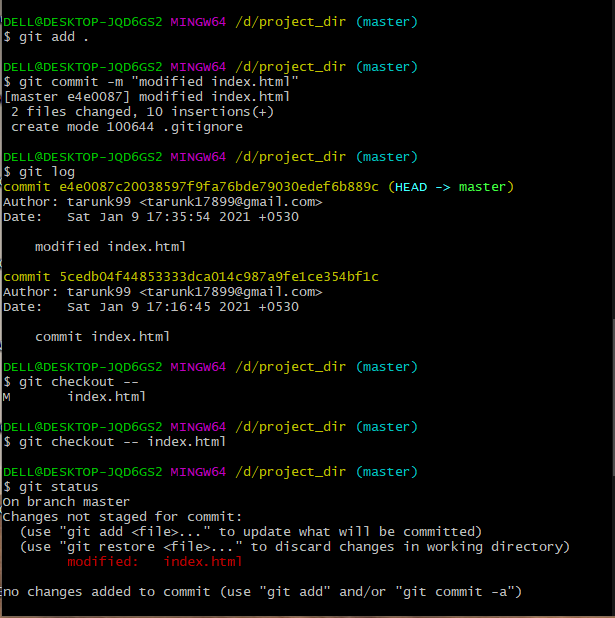 DELL@DESKTOP-JQD6GS2 MINGW64 /d/project_dir (master)
$ git add .
DELL@DESKTOP-JQD6GS2 MINGW64 /d/project_dir (master)
$ git commit -m "modified index.html"
[master e4e0087] modified index.html
 2 files changed, 10 insertions(+)
 create mode 100644 .gitignore
DELL@DESKTOP-JQD6GS2 MINGW64 /d/project_dir (master)
$ git log
commit e4e0087c20038597f9fa76bde79030edef6b889c (HEAD -> master)
Author: tarunk99 <tarunk17899@gmail.com>
Date:   Sat Jan 9 17:35:54 2021 +0530
    modified index.html
commit 5cedb04f44853333dca014c987a9fe1ce354bf1c
Author: tarunk99 <tarunk17899@gmail.com>
Date:   Sat Jan 9 17:16:45 2021 +0530
    commit index.html
DELL@DESKTOP-JQD6GS2 MINGW64 /d/project_dir (master)
$ git checkout --
M       index.html
DELL@DESKTOP-JQD6GS2 MINGW64 /d/project_dir (master)
$ git checkout -- index.html
DELL@DESKTOP-JQD6GS2 MINGW64 /d/project_dir (master)
$ git status
On branch master
Changes not staged for commit:
  (use "git add <file>..." to update what will be committed)
  (use "git restore <file>..." to discard changes in working directory)
        modified:   index.html
no changes added to commit (use "git add" and/or "git commit -a")